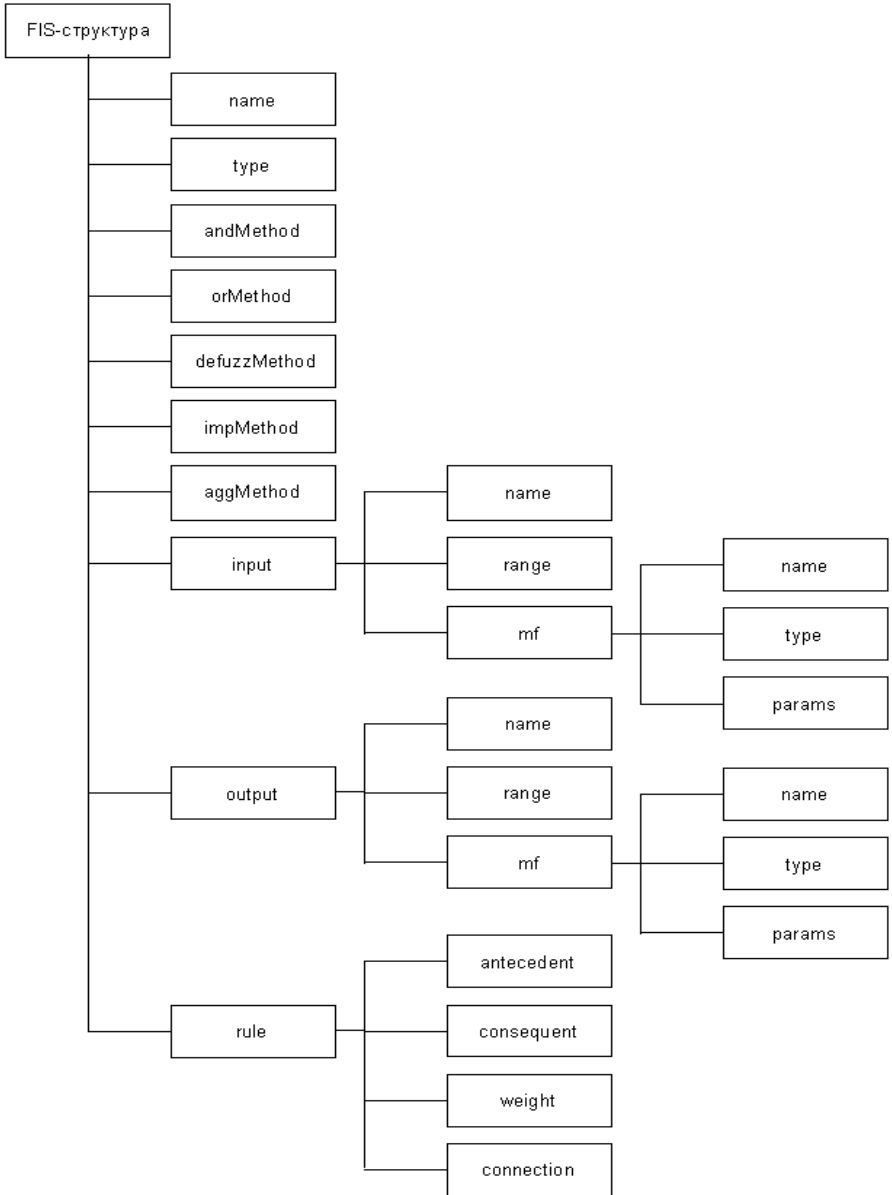 FIS-структура
name
type
andMethod
orMethod
defuzzMethod
impMethod
aggMethod
input
name
range
mf
name
type
params
output
name
range
mf
name
type
params
rule
antecedent
consequent
weight
connection